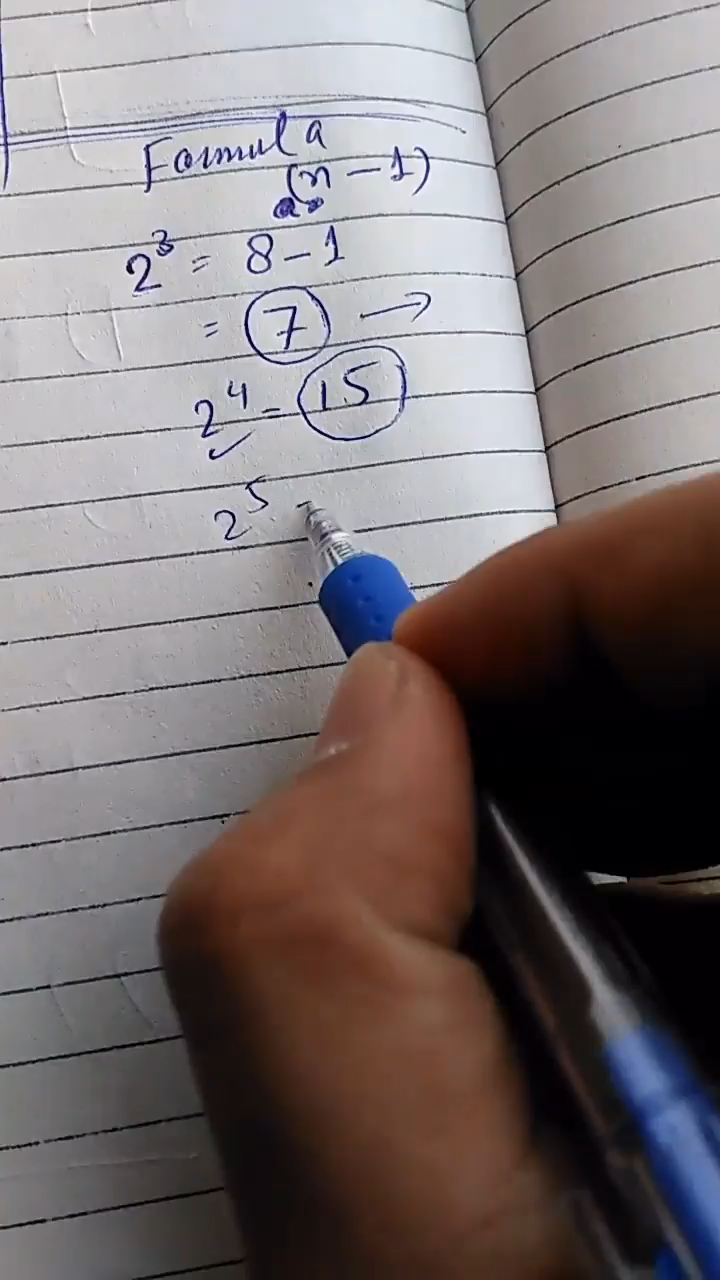 Formula
(n-1)
2³ = 8-1
= 7 →
2⁴ = 15
2⁵